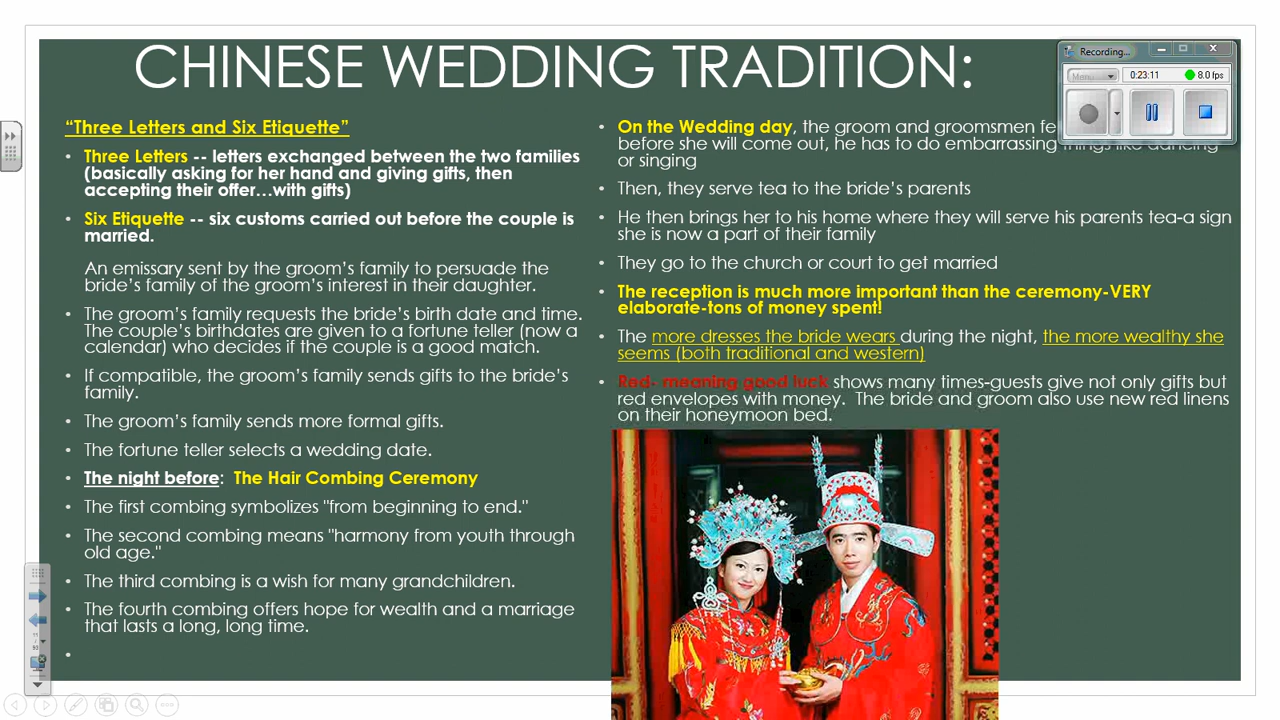 CHINESE WEDDING TRADITION:
“Three Letters and Six Etiquette”
• Three Letters -- letters exchanged between the two families
(basically asking for her hand and giving gifts, then
accepting their offer...with gifts)
• Six Etiquette -- six customs carried out before the couple is
married.
An emissary sent by the groom’s family to persuade the
bride’s family of the groom’s interest in their daughter.
• The groom’s family requests the bride’s birth date and time.
The couple’s birthdates are given to a fortune teller (now a
calendar) who decides if the couple is a good match.
• If compatible, the groom’s family sends gifts to the bride’s
family.
• The groom’s family sends more formal gifts.
• The fortune teller selects a wedding date.
• The night before: The Hair Combing Ceremony
• The first combing symbolizes "from beginning to end."
• The second combing means "harmony from youth through
old age."
• The third combing is a wish for many grandchildren.
• The fourth combing offers hope for wealth and a marriage
that lasts a long, long time.
•
• On the Wedding day, the groom and groomsmen
before she will come out, he has to do embarrassing things like dancing
or singing
• Then, they serve tea to the bride’s parents
• He then brings her to his home where they will serve his parents tea-a sign
she is now a part of their family
• They go to the church or court to get married
• The reception is much more important than the ceremony-VERY
elaborate-tons of money spent!
• The more dresses the bride wears during the night, the more wealthy she
seems (both traditional and western)
• Red- meaning good luck shows many times-guests give not only gifts but
red envelopes with money. The bride and groom also use new red linens
on their honeymoon bed.
Recording...
Menu
0:23:11
8.0 fps